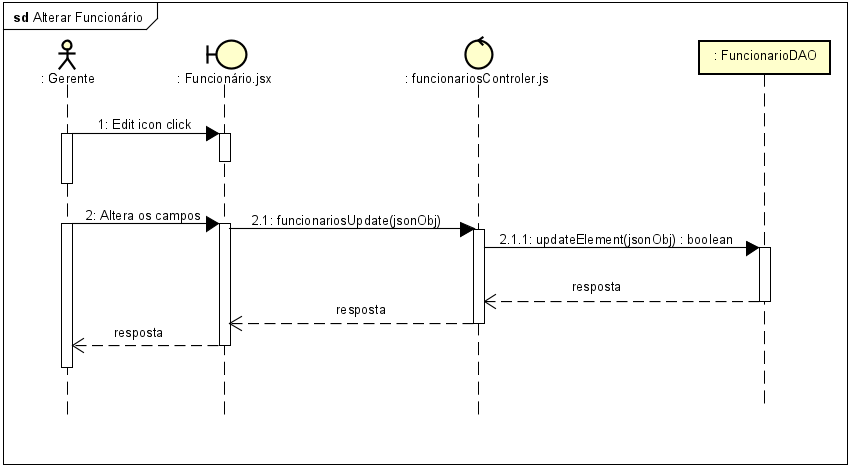 sd Alterar Funcionário
: Gerente
: Funcionário.jsx
: funcionariosControler.js
: FuncionarioDAO
1: Edit icon click
2: Altera os campos
2.1: funcionariosUpdate(jsonObj)
2.1.1: updateElement(jsonObj) : boolean
resposta
resposta
resposta